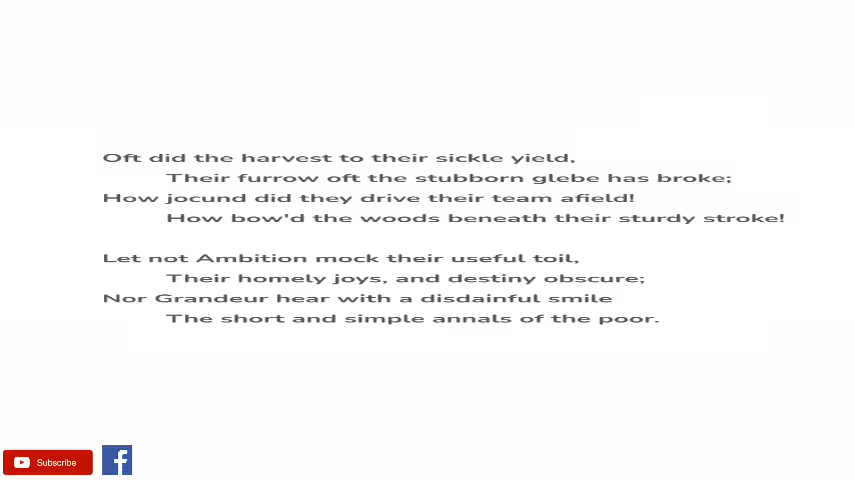 Oft did the harvest to their sickle yield,
Their furrow oft the stubborn glebe has broke;
How jocund did they drive their team afield!
How bow'd the woods beneath their sturdy stroke!
Let not Ambition mock their useful toil,
Their homely joys, and destiny obscure;
Nor Grandeur hear with a disdainful smile
The short and simple annals of the poor.
Subscribe